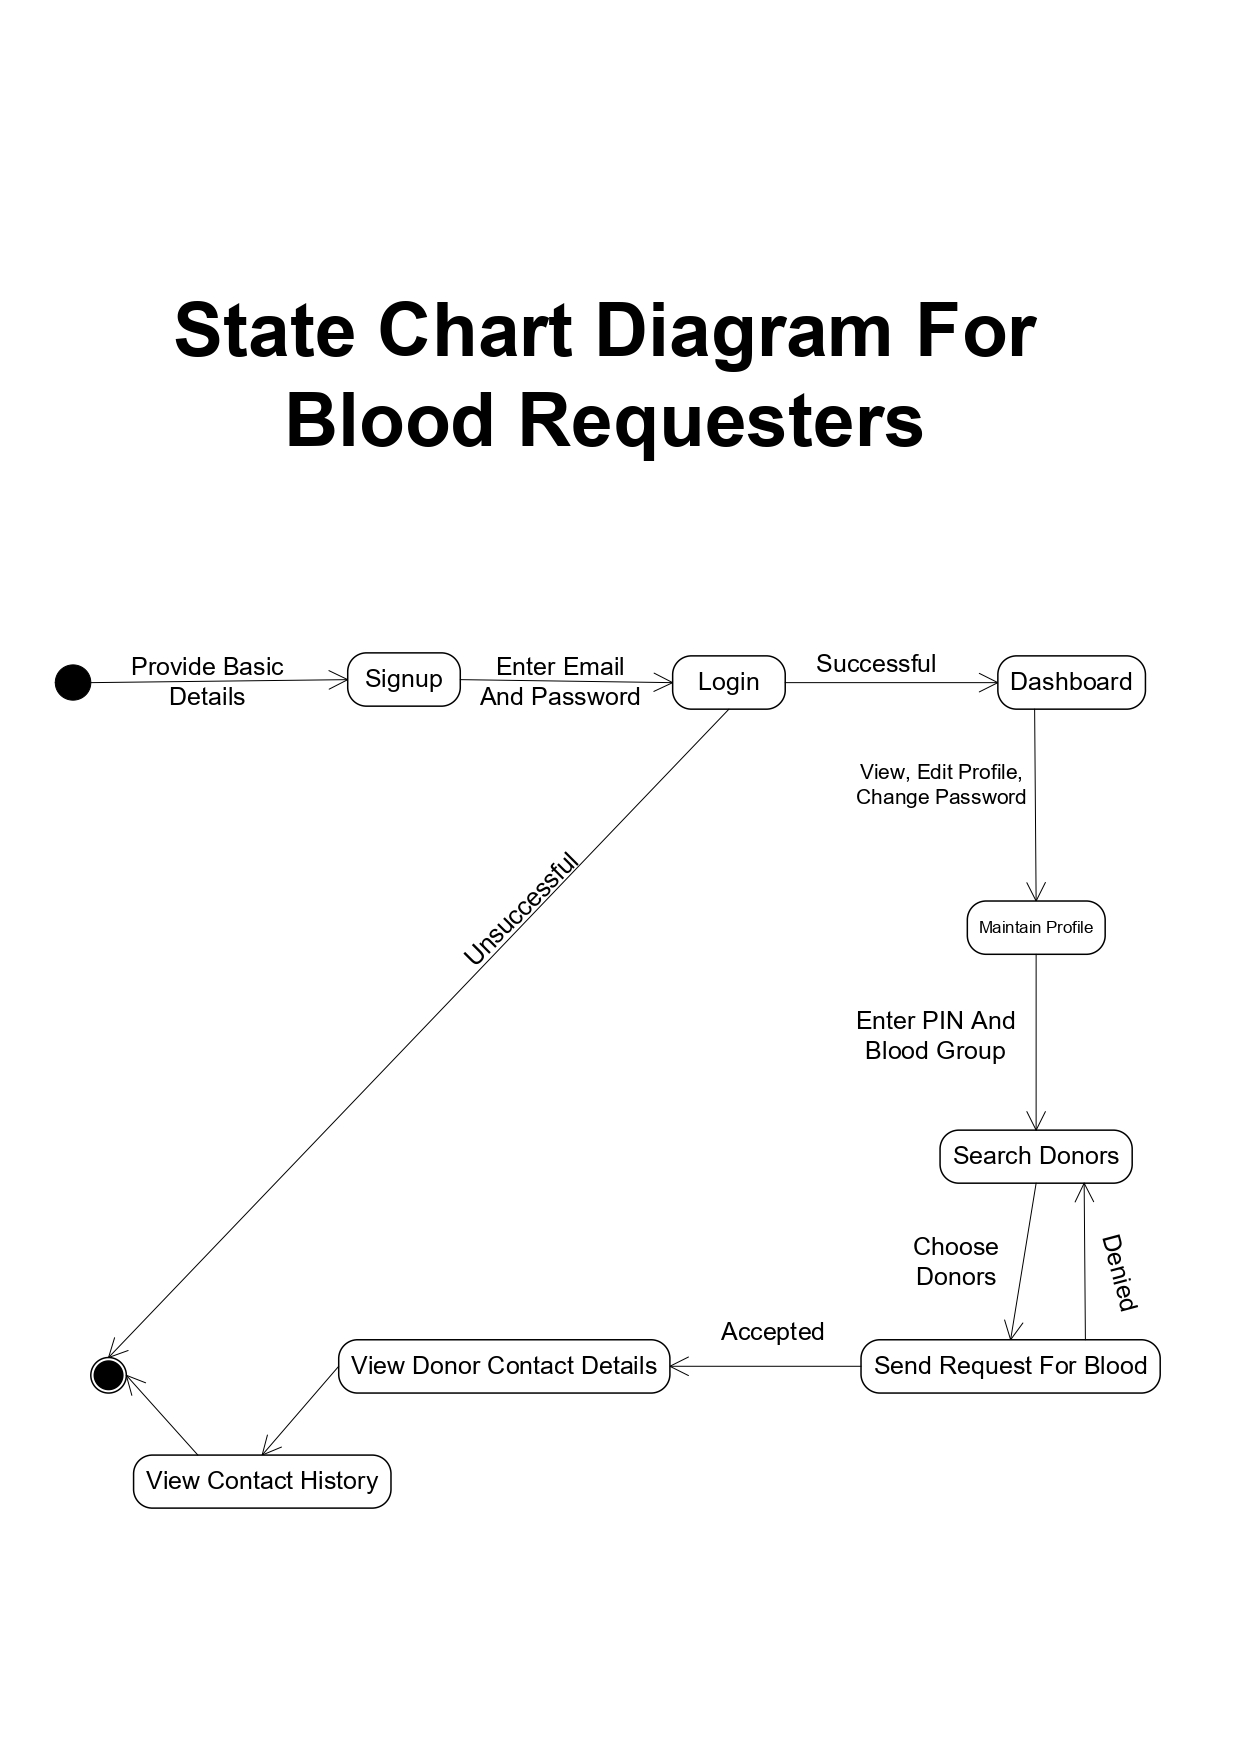 State Chart Diagram For
Blood Requesters
Provide Basic
Details
Signup
Enter Email
And Password
Login
Successful
Dashboard
View, Edit Profile,
Change Password
Unsuccessful
Maintain Profile
Enter PIN And
Blood Group
Search Donors
Choose
Donors
Denied
Accepted
View Donor Contact Details
Send Request For Blood
View Contact History